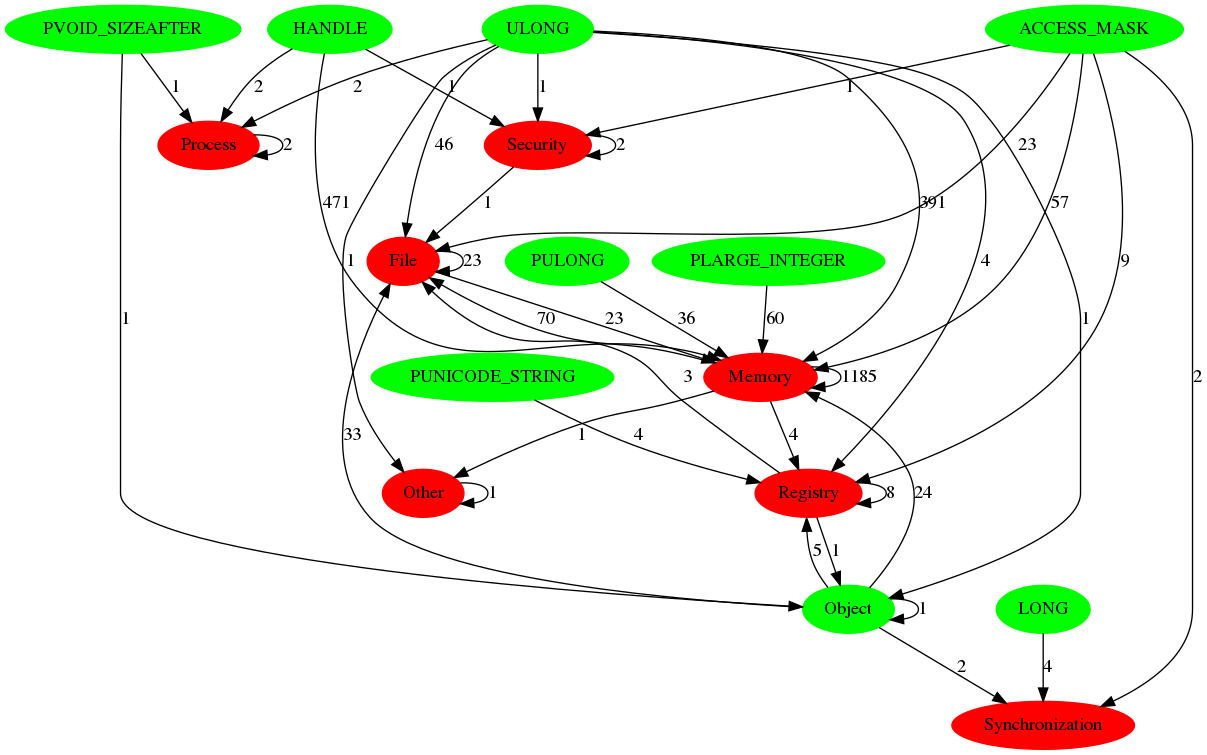 PVOID_SIZEAFTER HANDLE ULONG ACCESS_MASK
1 2 2 1 1 1
Process 2 Security 2
46 23
471 1 391 57
1 4 9
File 23 PULONG PLARGE_INTEGER
1 70 23 36 60 1
PUNICODE_STRING 3 Memory 1185 2
33 1 4 4
Other 1 Registry 8 24
5 1
Object 1 LONG
2 4
Synchronization